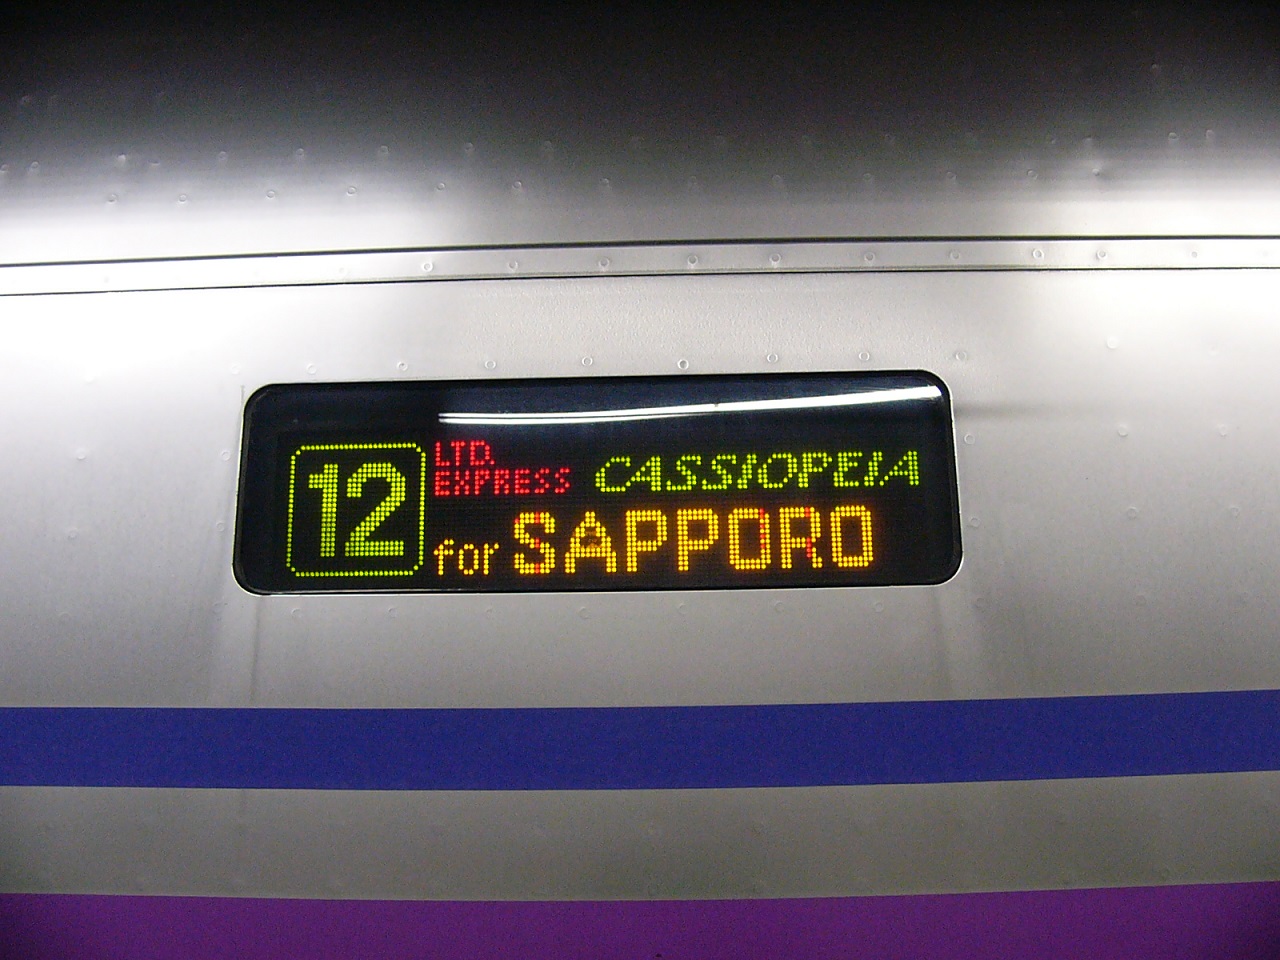 12
LTD.
EXPRESS CASSIOPEIA
for SAPPORO